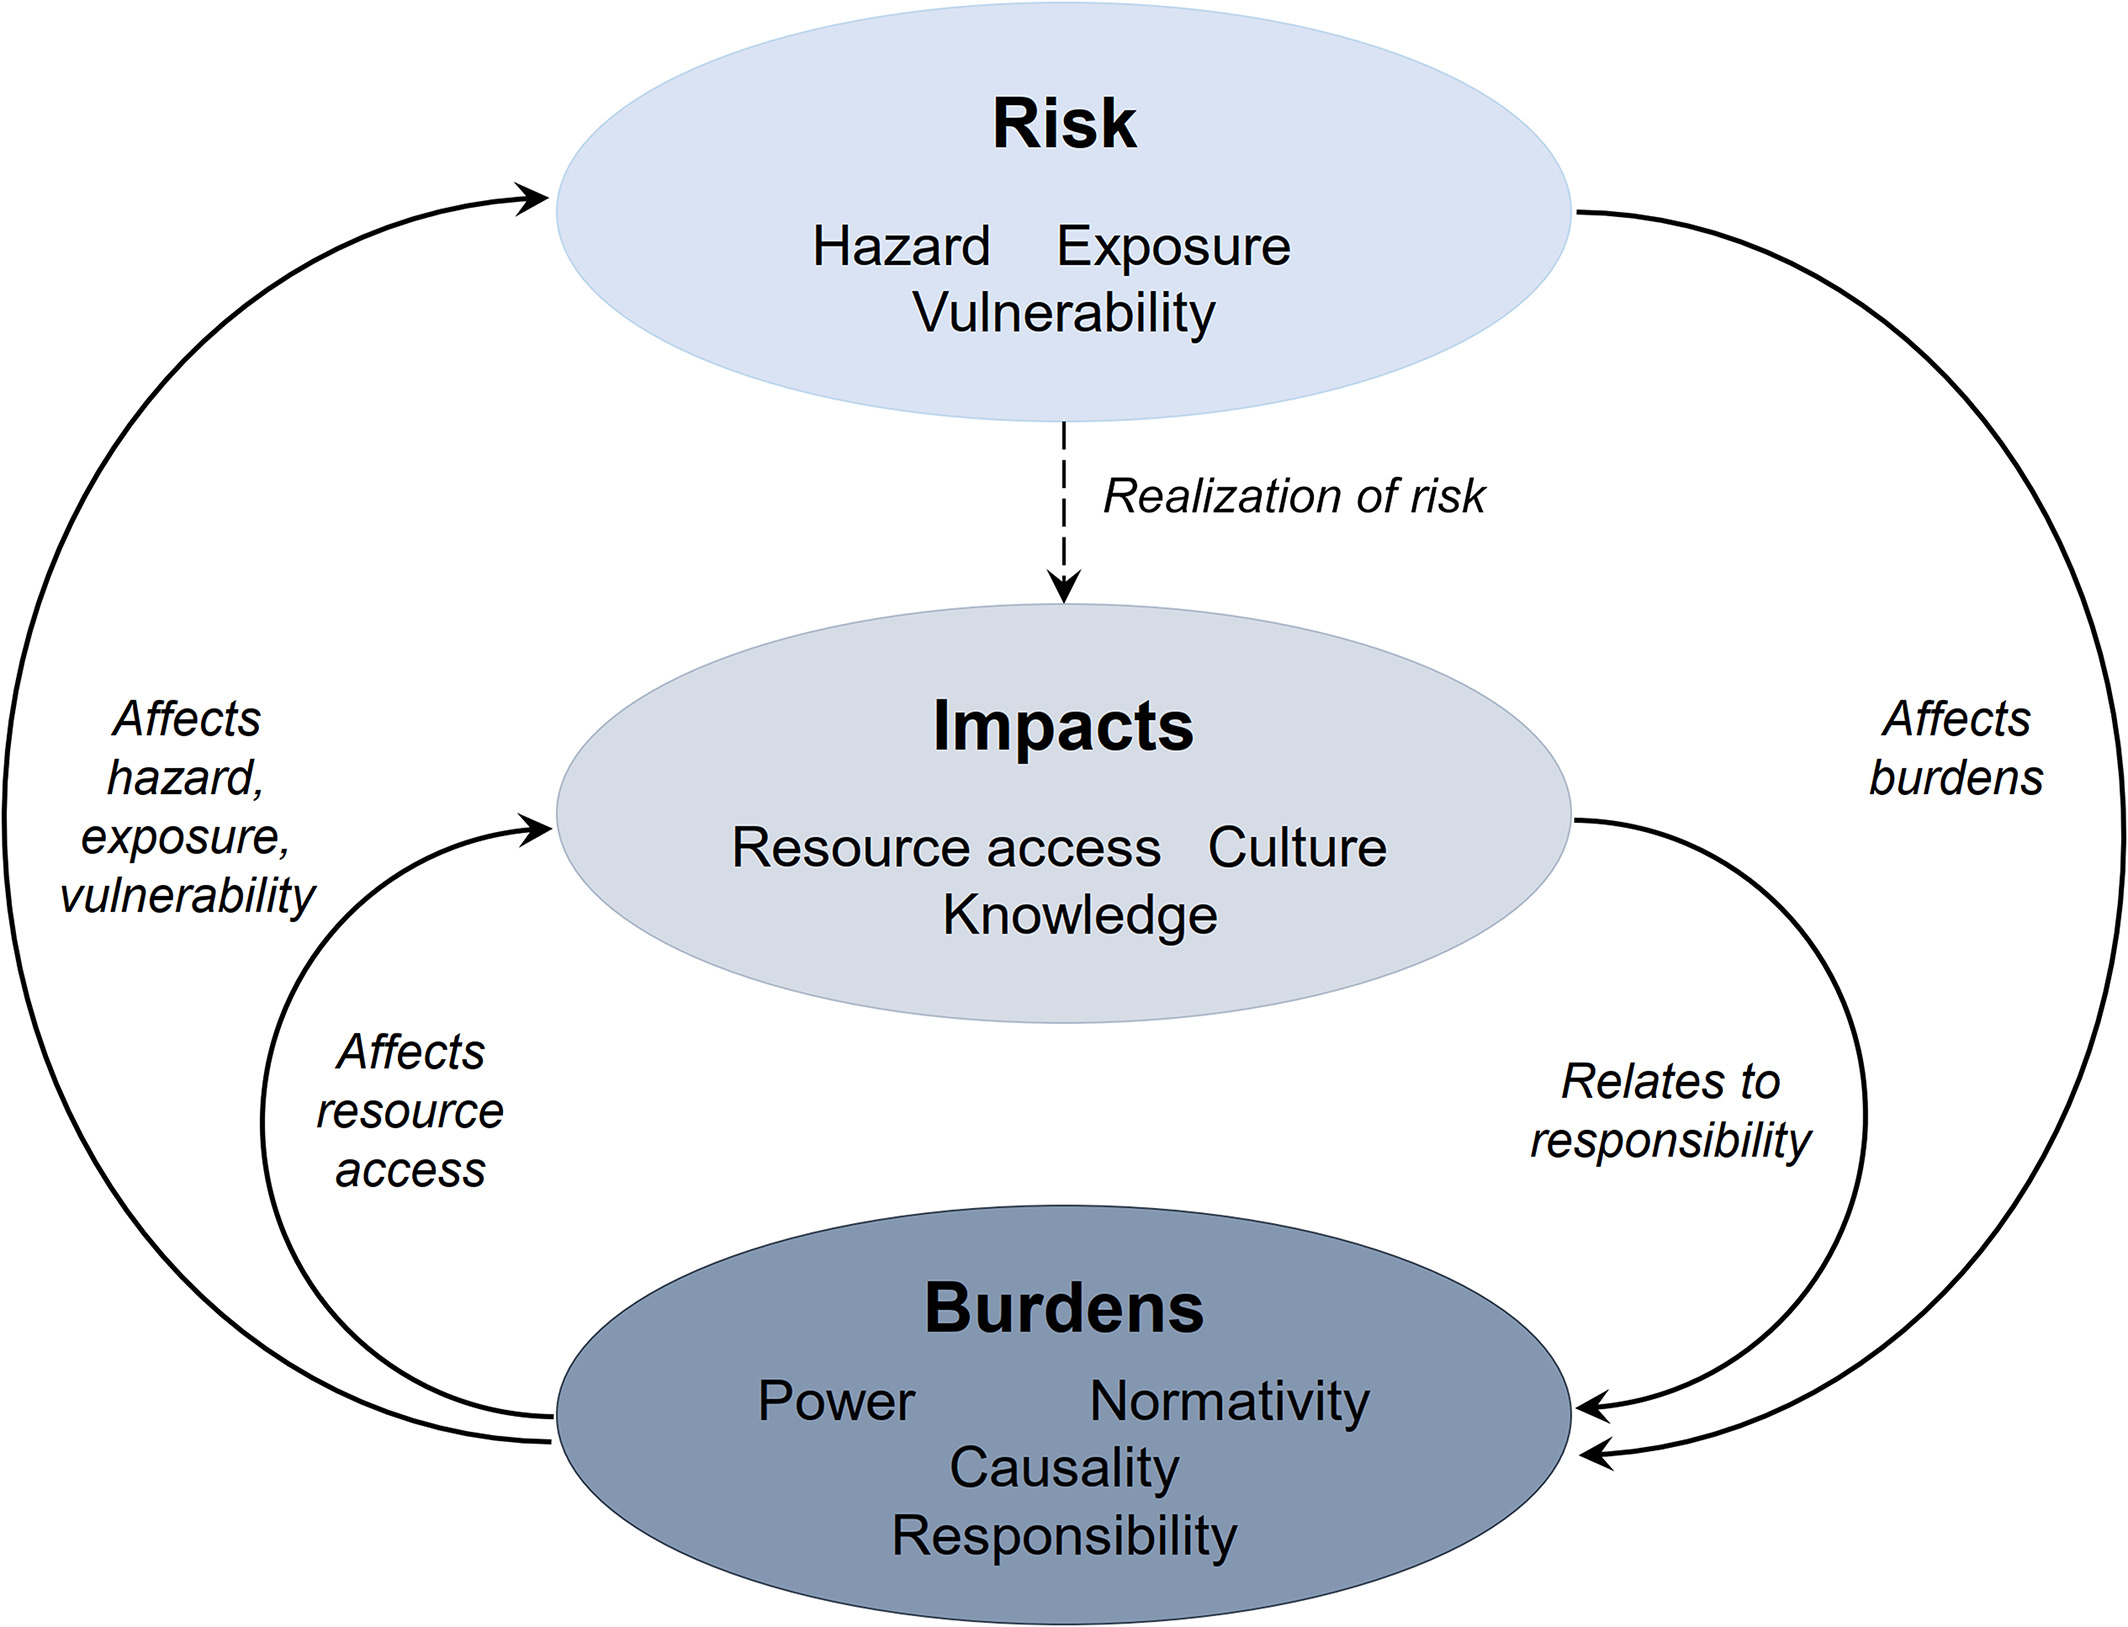 Risk
Hazard Exposure
Vulnerability
Realization of risk
Affects
hazard,
exposure,
vulnerability
Affects
burdens
Impacts
Resource access Culture
Knowledge
Affects
resource
access
Relates to
responsibility
Burdens
Power Normativity
Causality
Responsibility